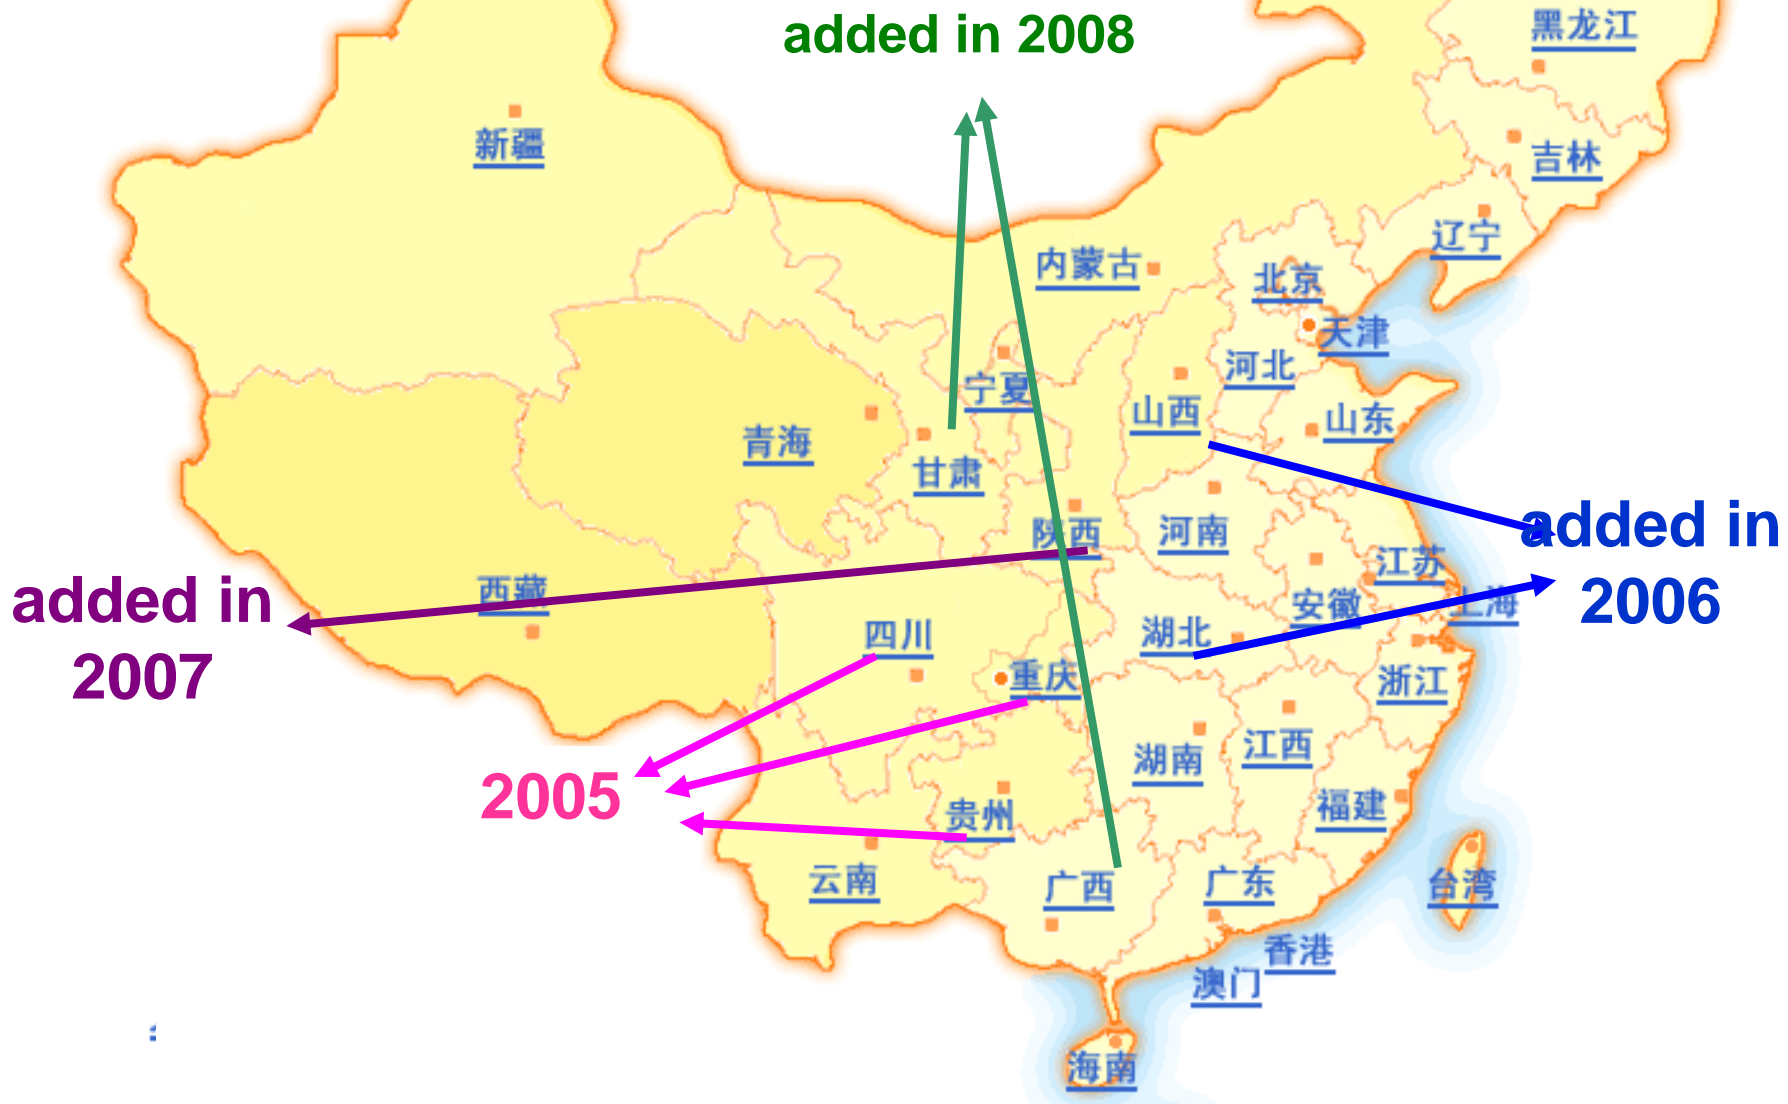 added in 2008
黑龙江
新疆
吉林
辽宁
内蒙古
北京
天津
河北
宁夏
山西
山东
青海
甘肃
陕西
河南
added in
2006
江苏
安徽
上海
added in
2007
西藏
四川
湖北
重庆
浙江
湖南
江西
2005
贵州
福建
云南
广西
广东
台湾
香港
澳门
海南